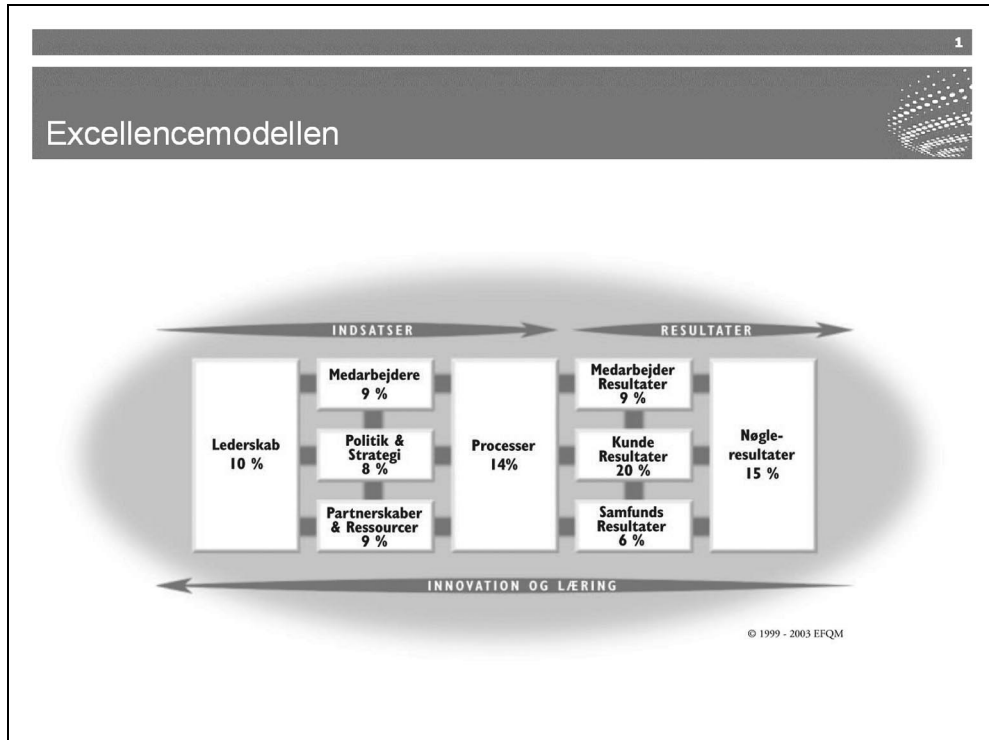 1
Excellencemodellen
INDSATSER
RESULTATER
Lederskab
10 %
Medarbejdere
9 %
Politik &
Strategi
8 %
Partnerskaber
& Ressourcer
9 %
Processer
14%
Medarbejder
Resultater
9 %
Kunde
Resultater
20 %
Samfunds
Resultater
6 %
Nøgle-
resultater
15 %
INNOVATION OG LÆRING
© 1999 - 2003 EFQM